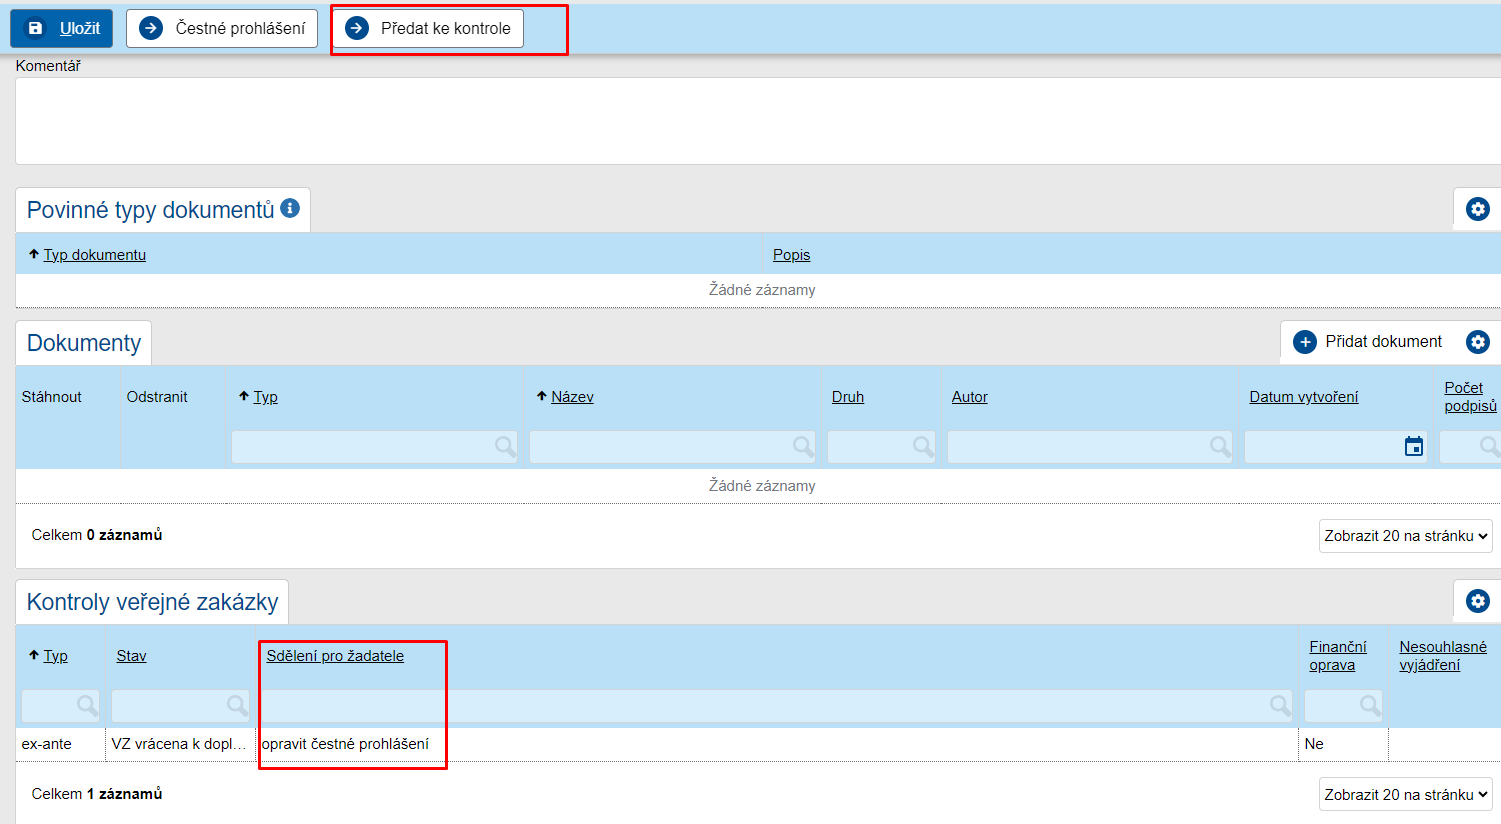 Uložit Čestné prohlášení Předat ke kontrole
Komentář
Povinné typy dokumentů
Typ dokumentu Popis
Žádné záznamy
Dokumenty Přidat dokument
Stáhnout Odstranit Typ Název Druh Autor Datum vytvoření Počet podpisů
Žádné záznamy
Celkem 0 záznamů Zobrazit 20 na stránku
Kontroly veřejné zakázky
Typ Stav Sdělení pro žadatele Finanční oprava Nesouhlasné vyjádření
ex-ante VZ vrácena k dopl... opravit čestné prohlášení Ne
Celkem 1 záznamů Zobrazit 20 na stránku